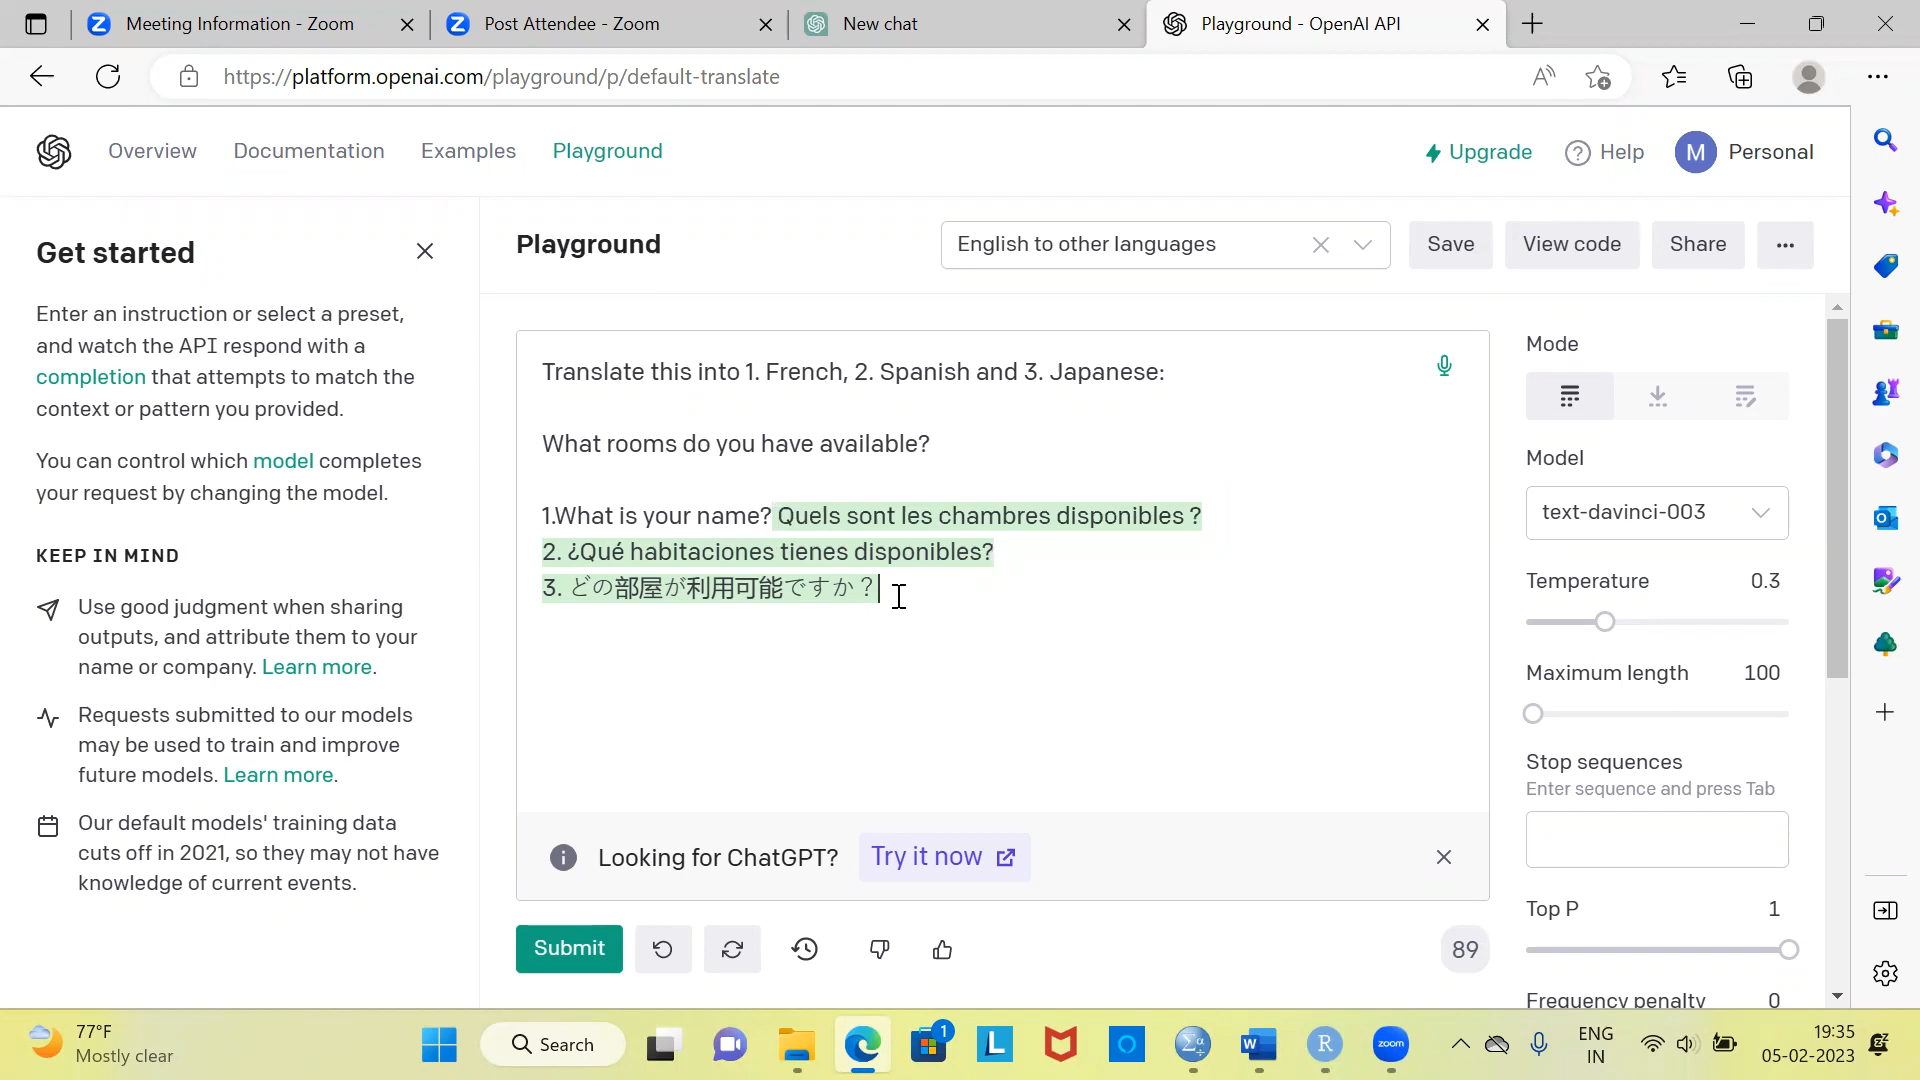 Meeting Information - Zoom
Post Attendee - Zoom
New chat
Playground - OpenAI API
https://platform.openai.com/playground/p/default-translate
Overview
Documentation
Examples
Playground
Upgrade
Help
M
Personal
Get started
Enter an instruction or select a preset,
and watch the API respond with a
completion that attempts to match the
context or pattern you provided.
You can control which model completes
your request by changing the model.
KEEP IN MIND
Use good judgment when sharing
outputs, and attribute them to your
name or company. Learn more.
Requests submitted to our models
may be used to train and improve
future models. Learn more.
Our default models' training data
cuts off in 2021, so they may not have
knowledge of current events.
Playground
English to other languages
Save
View code
Share
Translate this into 1. French, 2. Spanish and 3. Japanese:
What rooms do you have available?
1.What is your name? Quels sont les chambres disponibles ?
2. ¿Qué habitaciones tienes disponibles?
3. どの部屋が利用可能ですか？
Looking for ChatGPT?
Try it now
Submit
89
Mode
Model
text-davinci-003
Temperature 0.3
Maximum length 100
Stop sequences
Enter sequence and press Tab
Top P 1
Frequency penalty 0
77°F
Mostly clear
Search
1
L
W
R
zoom
ENG
IN
19:35
05-02-2023